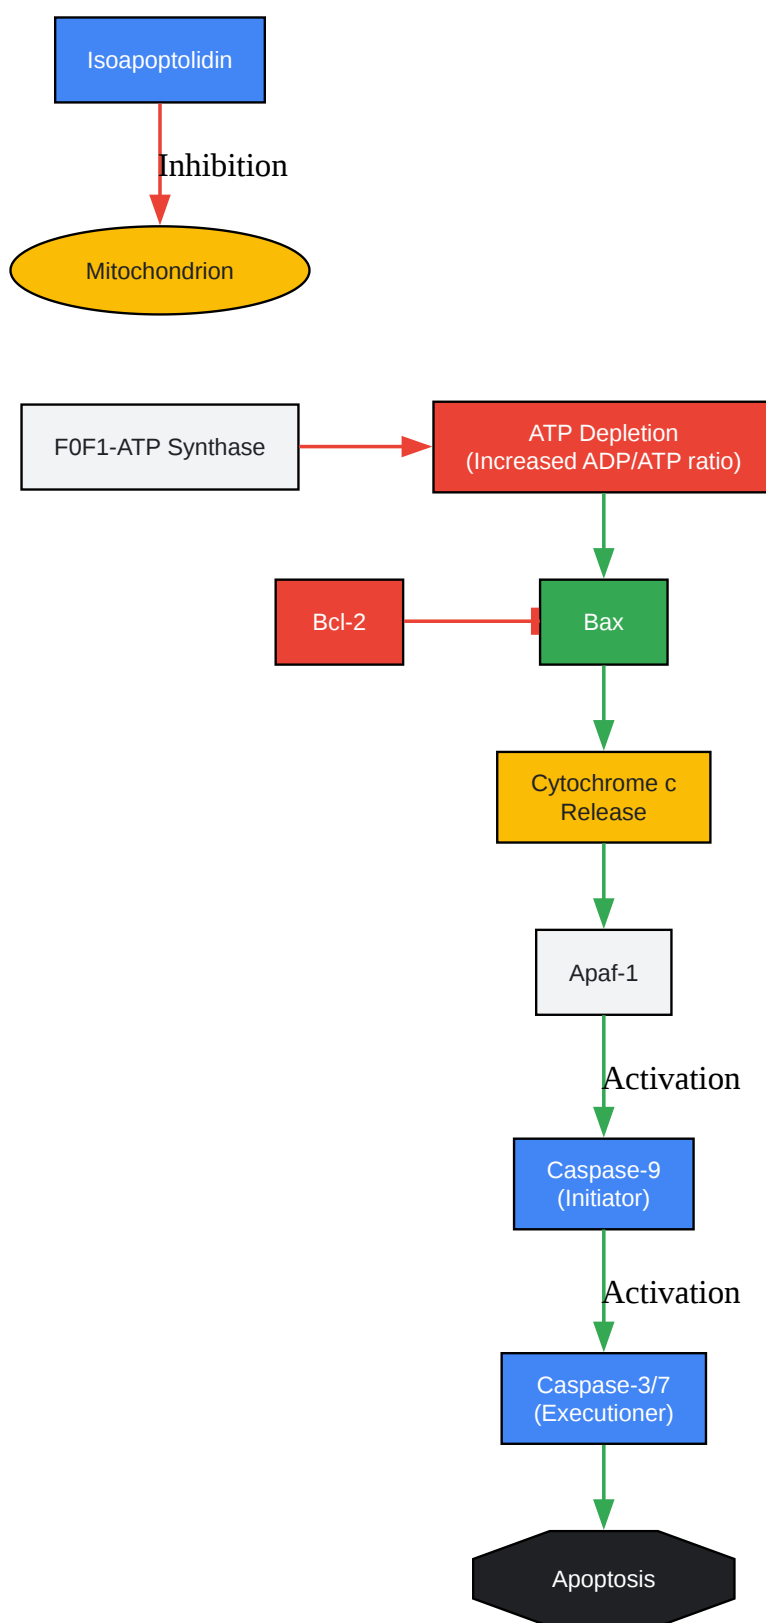 Isoapoptolidin
Inhibition
Mitochondrion
F0F1-ATP Synthase
ATP Depletion
(Increased ADP/ATP ratio)
Bcl-2
Bax
Cytochrome c
Release
Apaf-1
Activation
Caspase-9
(Initiator)
Activation
Caspase-3/7
(Executioner)
Apoptosis